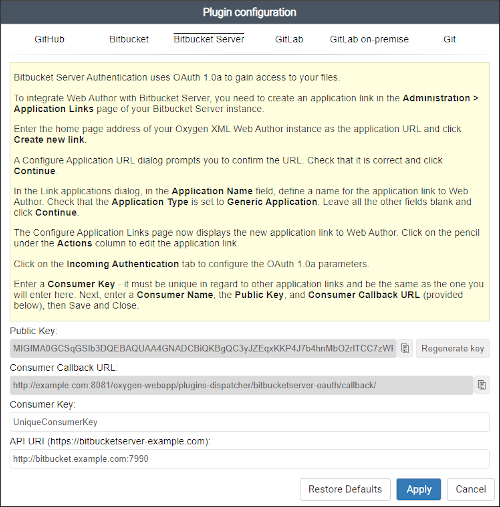 Plugin configuration
GitHub Bitbucket Bitbucket Server GitLab GitLab on-premise Git
Bitbucket Server Authentication uses OAuth 1.0a to gain access to your files.
To integrate Web Author with Bitbucket Server, you need to create an application link in the Administration >
Application Links page of your Bitbucket Server instance.
Enter the home page address of your Oxygen XML Web Author instance as the application URL and click
Create new link.
A Configure Application URL dialog prompts you to confirm the URL. Check that it is correct and click
Continue.
In the Link applications dialog, in the Application Name field, define a name for the application link to Web
Author. Check that the Application Type is set to Generic Application. Leave all the other fields blank and
click Continue.
The Configure Application Links page now displays the new application link to Web Author. Click on the pencil
under the Actions column to edit the application link.
Click on the Incoming Authentication tab to configure the OAuth 1.0a parameters.
Enter a Consumer Key - it must be unique in regard to other application links and be the same as the one you
will enter here. Next, enter a Consumer Name, the Public Key, and Consumer Callback URL (provided
below), then Save and Close.
Public Key:
Regenerate key
Consumer Callback URL:
http://example.com:8081/oxygen-webapp/plugins-dispatcher/bitbucketserver-oauth/callback/
Consumer Key:
UniqueConsumerKey
API URI (https://bitbucketserver-example.com):
http://bitbucket.example.com:7990
Restore Defaults Apply Cancel